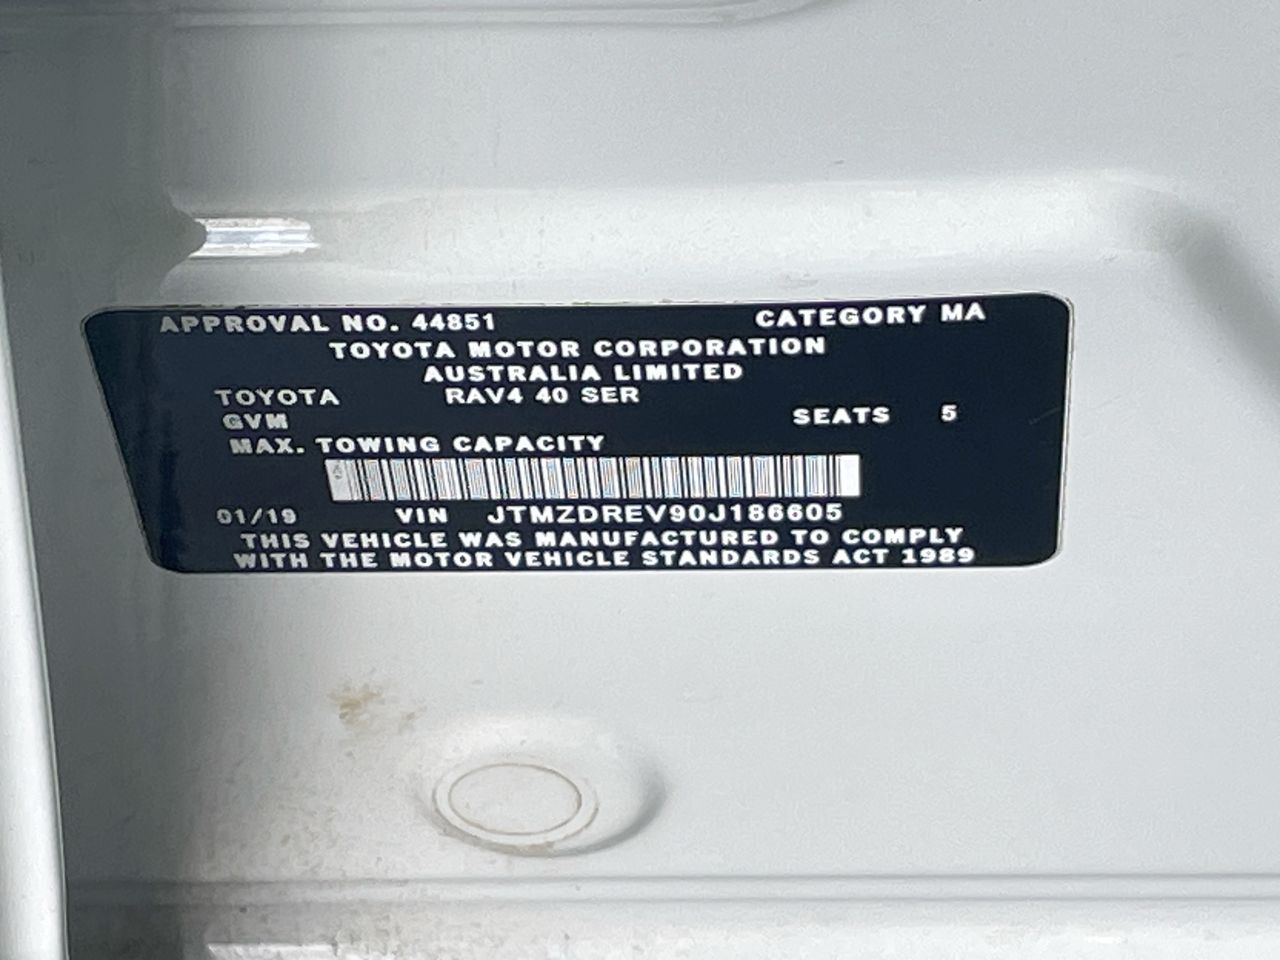 APPROVAL NO. 44851 CATEGORY MA
TOYOTA MOTOR CORPORATION
AUSTRALIA LIMITED
TOYOTA RAV4 40 SER
GVM SEATS 5
MAX. TOWING CAPACITY
01/19 VIN JTMZDREV90J186605
THIS VEHICLE WAS MANUFACTURED TO COMPLY
WITH THE MOTOR VEHICLE STANDARDS ACT 1989